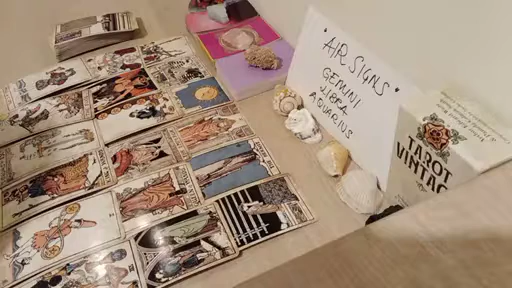 "AIR SIGNS"
GEMINI
LIBRA
AQUARIUS
TAROT
VINTAG